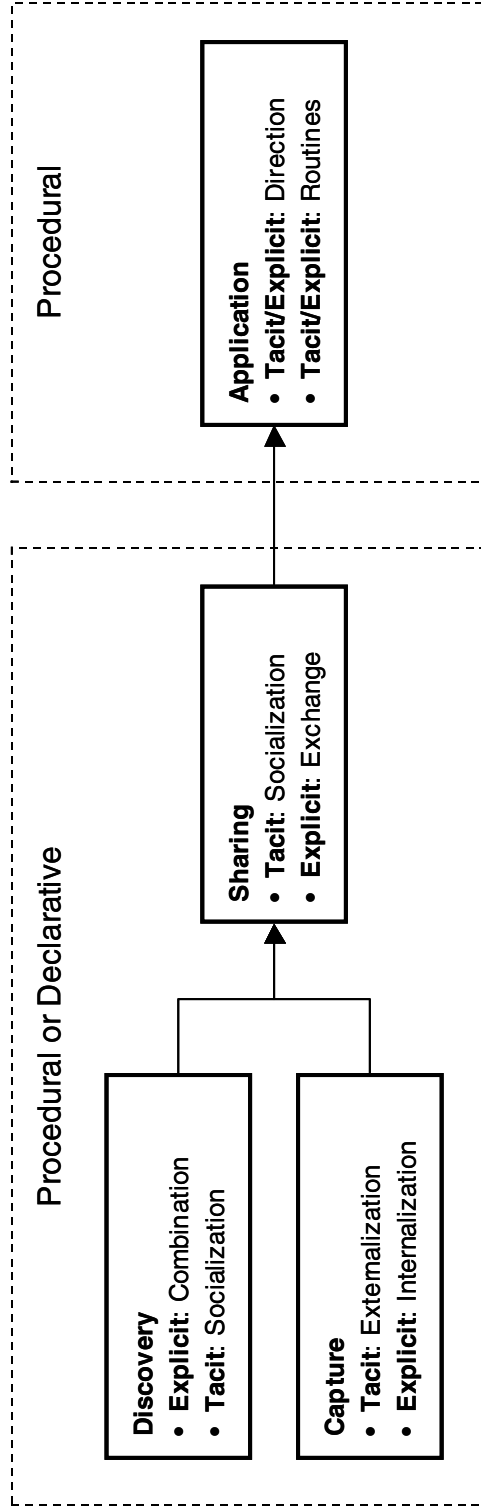 Procedural or Declarative
Discovery
• Explicit: Combination
• Tacit: Socialization
Capture
• Tacit: Externalization
• Explicit: Internalization
Sharing
• Tacit: Socialization
• Explicit: Exchange
Procedural
Application
• Tacit/Explicit: Direction
• Tacit/Explicit: Routines